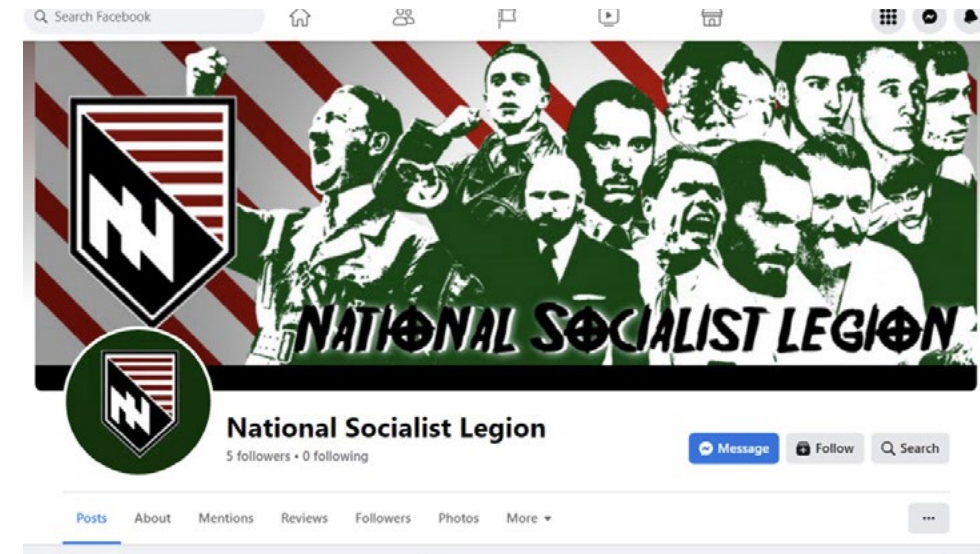 Search Facebook
NATIONAL SOCIALIST LEGION
National Socialist Legion
5 followers • 0 following
Message
Follow
Search
Posts
About
Mentions
Reviews
Followers
Photos
More